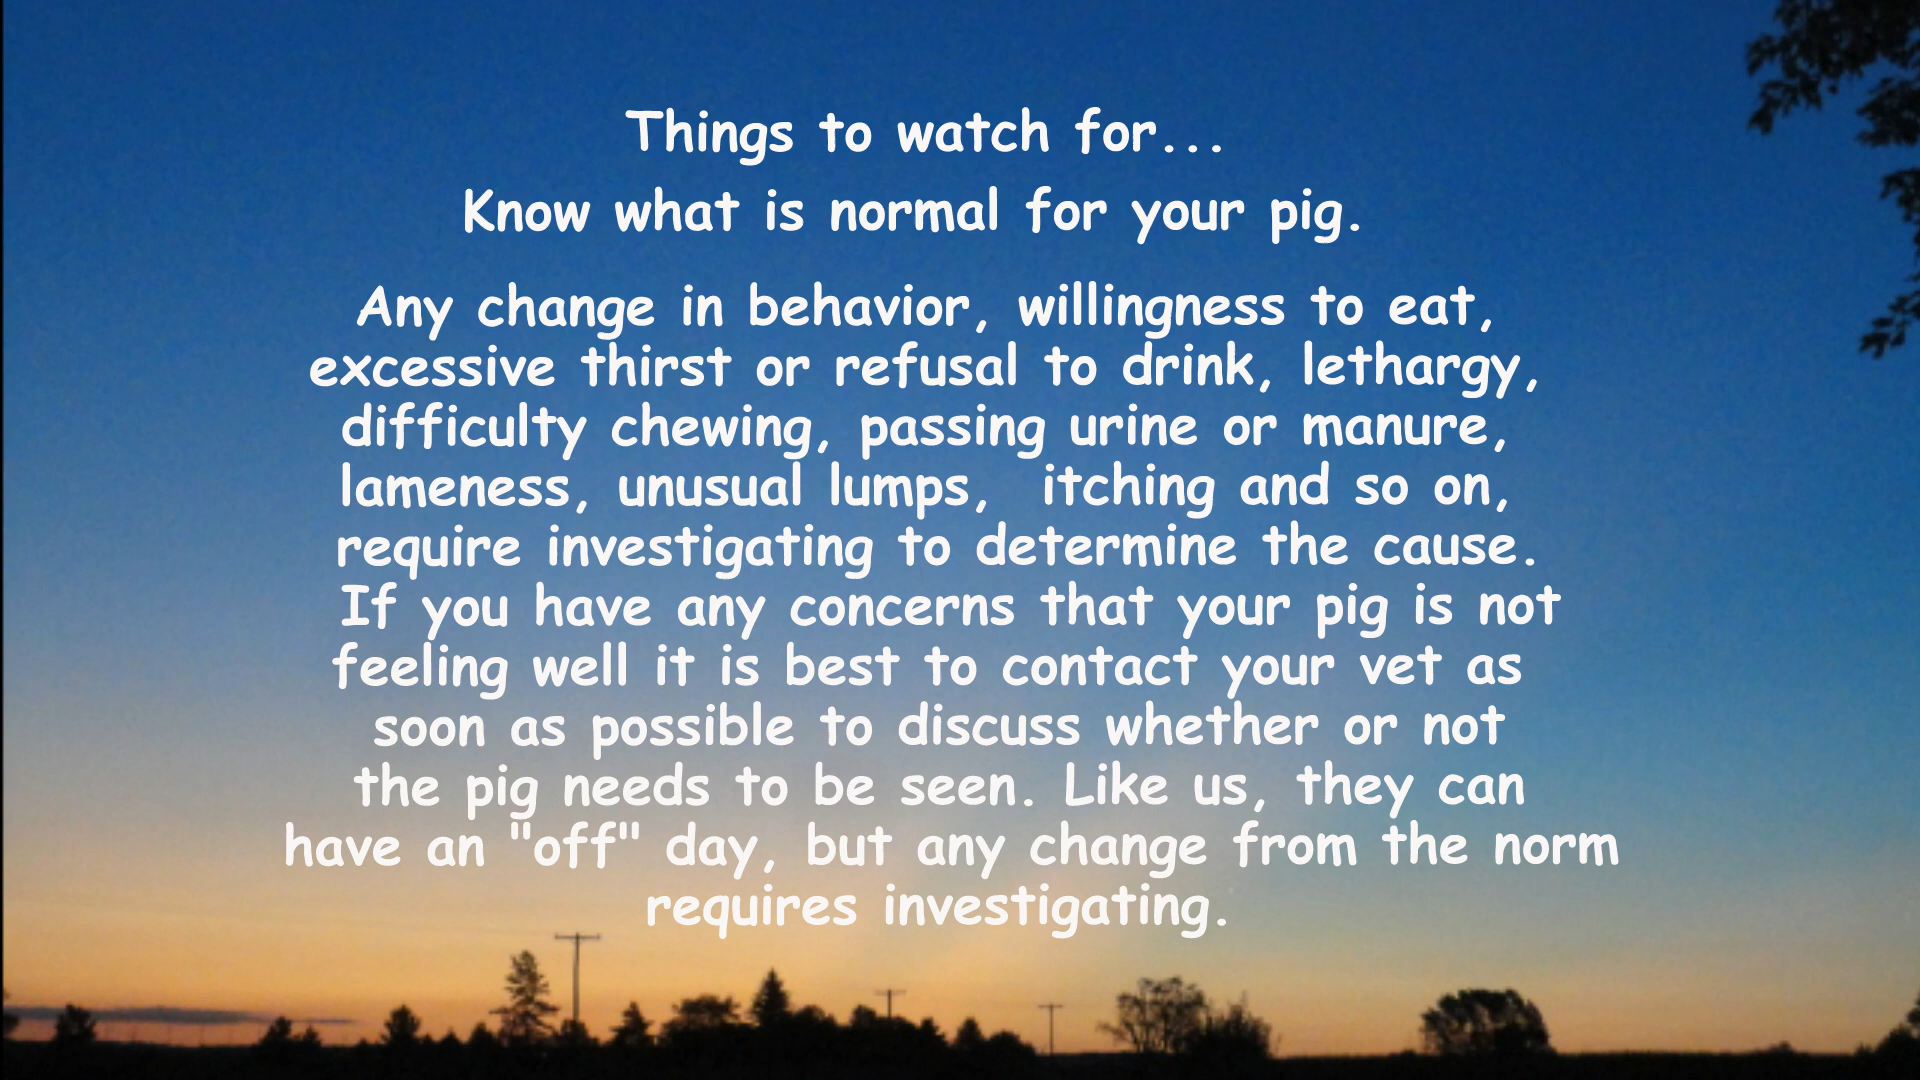 Things to watch for...
Know what is normal for your pig.
Any change in behavior, willingness to eat,
excessive thirst or refusal to drink, lethargy,
difficulty chewing, passing urine or manure,
lameness, unusual lumps,  itching and so on,
require investigating to determine the cause.
If you have any concerns that your pig is not
feeling well it is best to contact your vet as
soon as possible to discuss whether or not
the pig needs to be seen. Like us, they can
have an "off" day, but any change from the norm
requires investigating.